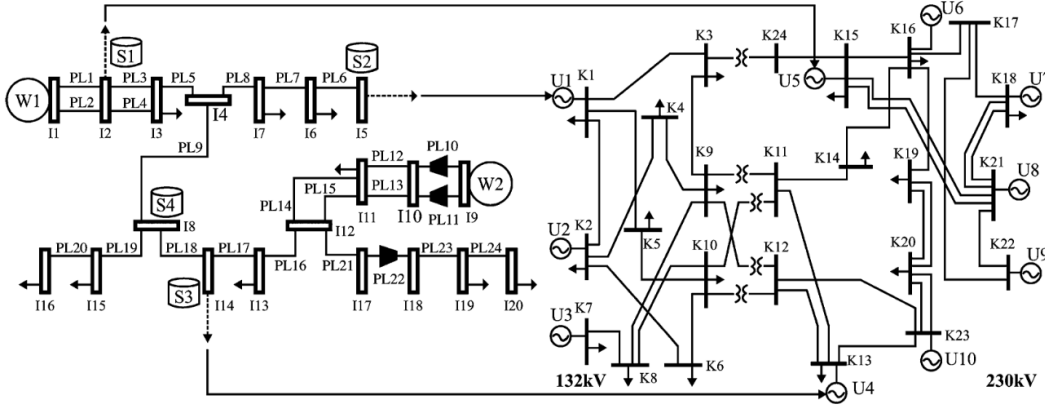 U6
K16
K17
S1
S2
K3
K24
K15
U5
W1
PL1
PL3
PL5
PL8
PL7
PL6
PL2
PL4
I1
I2
I3
I4
I7
I6
I5
U1
K1
K18
U7
K4
PL9
K9
K11
K14
K19
K21
U8
PL12
PL10
PL15
PL13
W2
PL14
PL11
I11
I10
I9
S4
I8
I12
U2
K2
K5
K10
K12
K20
K22
U9
PL20
PL19
PL18
PL17
PL16
PL21
PL22
PL23
PL24
S3
I16
I15
I14
I13
I17
I18
I19
I20
U3
K7
K8
K6
K13
K23
U10
U4
132kV
230kV